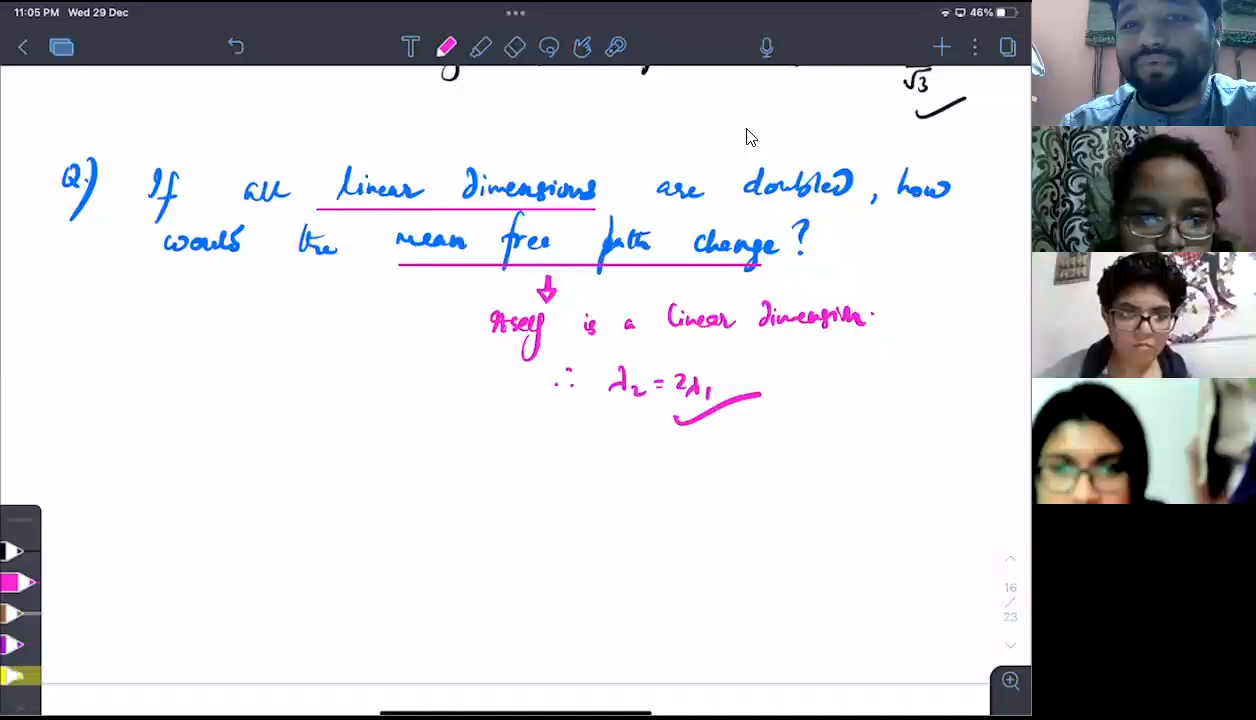 11:05 PM Wed 29 Dec
46%
√3
Q.) If all linear dimensions are doubled, how
would the mean free path change?
Itself is a linear dimension.
∴ λ₂ = 2λ₁
16
/
23